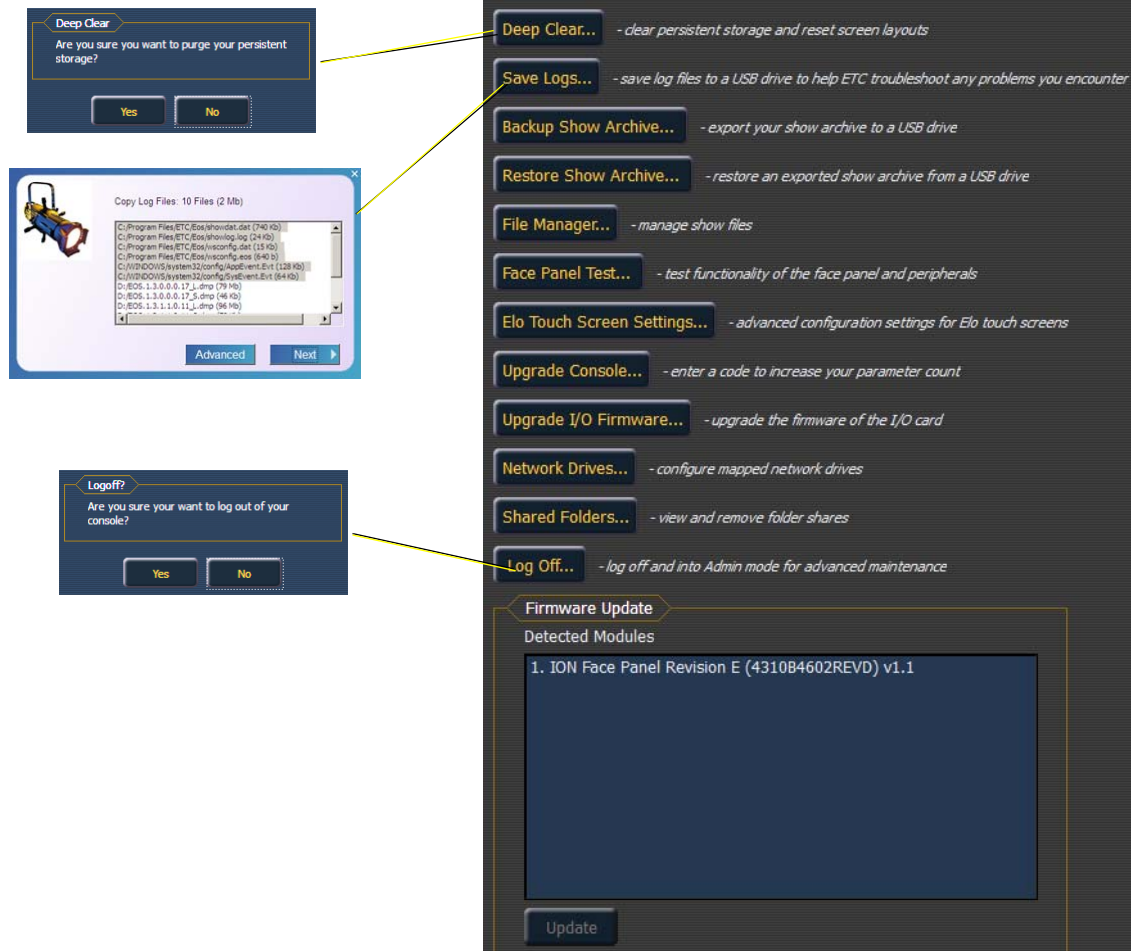 Deep Clear
Are you sure you want to purge your persistent
storage?
Yes No
Copy Log Files: 10 Files (2 Mb)
C:/Program Files/ETC/Eos/showdat.dat (740 Kb)
C:/Program Files/ETC/Eos/showlog.log (24 Kb)
C:/Program Files/ETC/Eos/wsconfig.dat (15 Kb)
C:/Program Files/ETC/Eos/wsconfig.eos (640 b)
C:/WINDOWS/system32/config/AppEvent.Evt (128 Kb)
C:/WINDOWS/system32/config/SysEvent.Evt (64 Kb)
D:/EOS.1.3.0.0.0.17_L.dmp (79 Mb)
D:/EOS.1.3.0.0.0.17_S.dmp (46 Kb)
D:/EOS.1.3.1.1.0.11_L.dmp (96 Mb)
Advanced Next
Logoff?
Are you sure your want to log out of your
console?
Yes No
Deep Clear... - clear persistent storage and reset screen layouts
Save Logs... - save log files to a USB drive to help ETC troubleshoot any problems you encounter
Backup Show Archive... - export your show archive to a USB drive
Restore Show Archive... - restore an exported show archive from a USB drive
File Manager... - manage show files
Face Panel Test... - test functionality of the face panel and peripherals
Elo Touch Screen Settings... - advanced configuration settings for Elo touch screens
Upgrade Console... - enter a code to increase your parameter count
Upgrade I/O Firmware... - upgrade the firmware of the I/O card
Network Drives... - configure mapped network drives
Shared Folders... - view and remove folder shares
Log Off... - log off and into Admin mode for advanced maintenance
Firmware Update
Detected Modules
1. ION Face Panel Revision E (4310B4602REVD) v1.1
Update